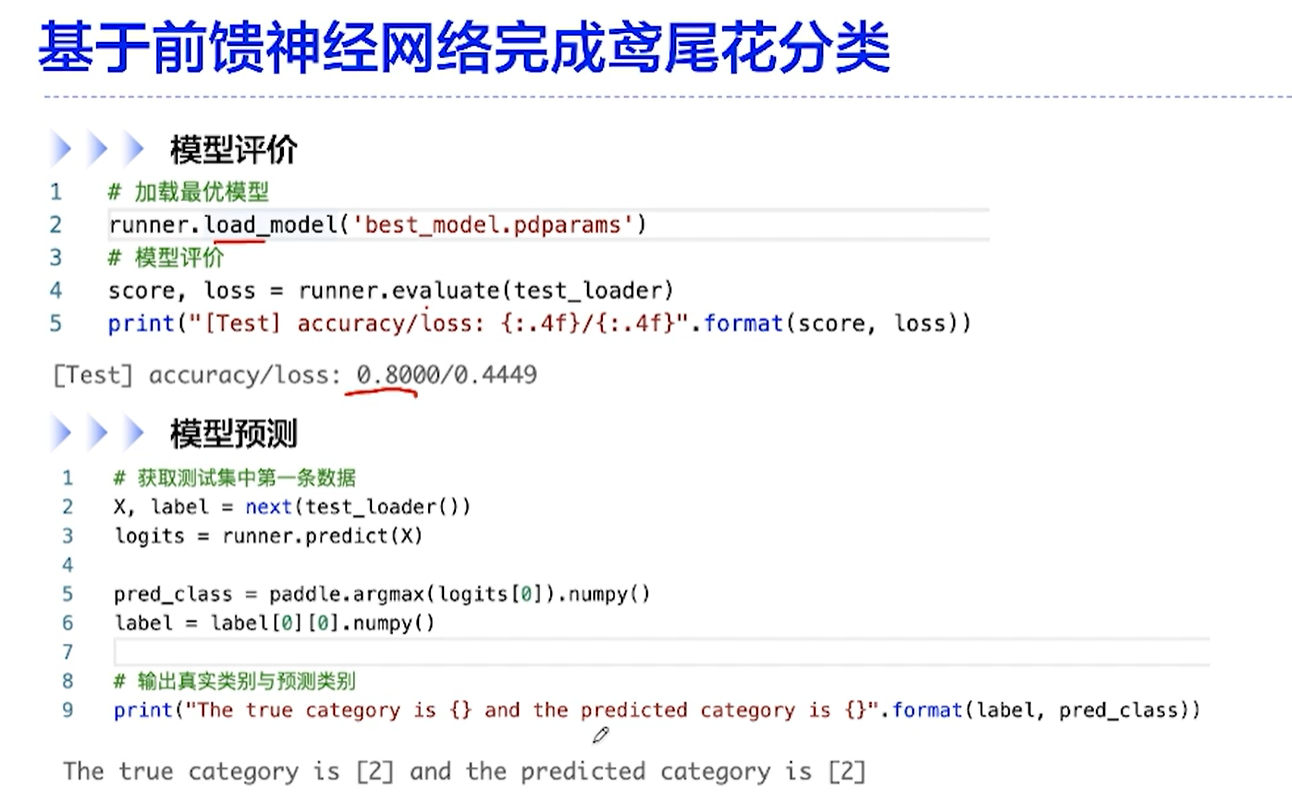 基于前馈神经网络完成鸢尾花分类
模型评价
1 # 加载最优模型
2 runner.load_model('best_model.pdparams')
3 # 模型评价
4 score, loss = runner.evaluate(test_loader)
5 print("[Test] accuracy/loss: {:.4f}/{:.4f}".format(score, loss))
[Test] accuracy/loss: 0.8000/0.4449
模型预测
1 # 获取测试集中第一条数据
2 X, label = next(test_loader())
3 logits = runner.predict(X)
4
5 pred_class = paddle.argmax(logits[0]).numpy()
6 label = label[0][0].numpy()
7
8 # 输出真实类别与预测类别
9 print("The true category is {} and the predicted category is {}".format(label, pred_class))
The true category is [2] and the predicted category is [2]